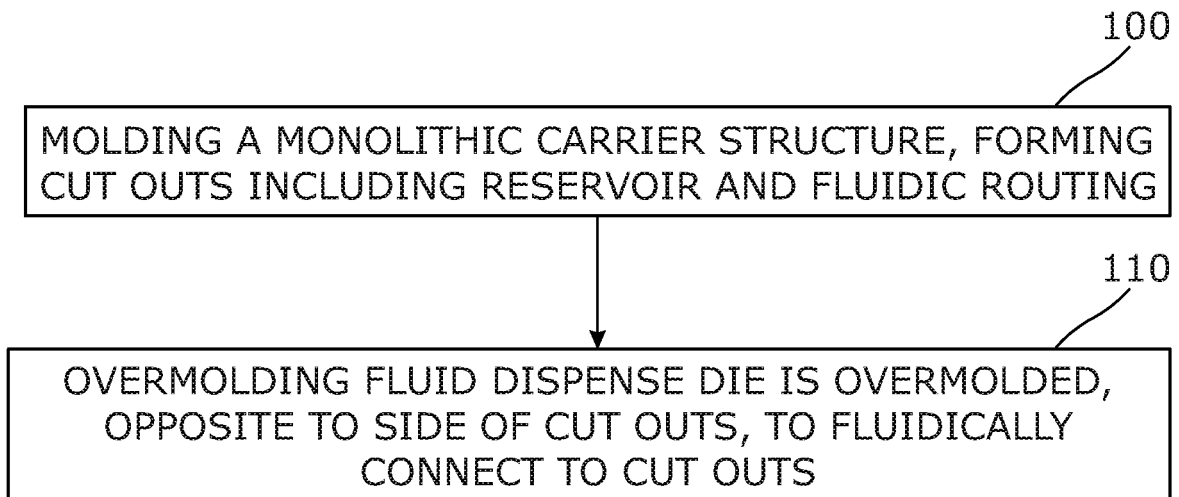 100
MOLDING A MONOLITHIC CARRIER STRUCTURE, FORMING
CUT OUTS INCLUDING RESERVOIR AND FLUIDIC ROUTING
110
OVERMOLDING FLUID DISPENSE DIE IS OVERMOLDED,
OPPOSITE TO SIDE OF CUT OUTS, TO FLUIDICALLY
CONNECT TO CUT OUTS